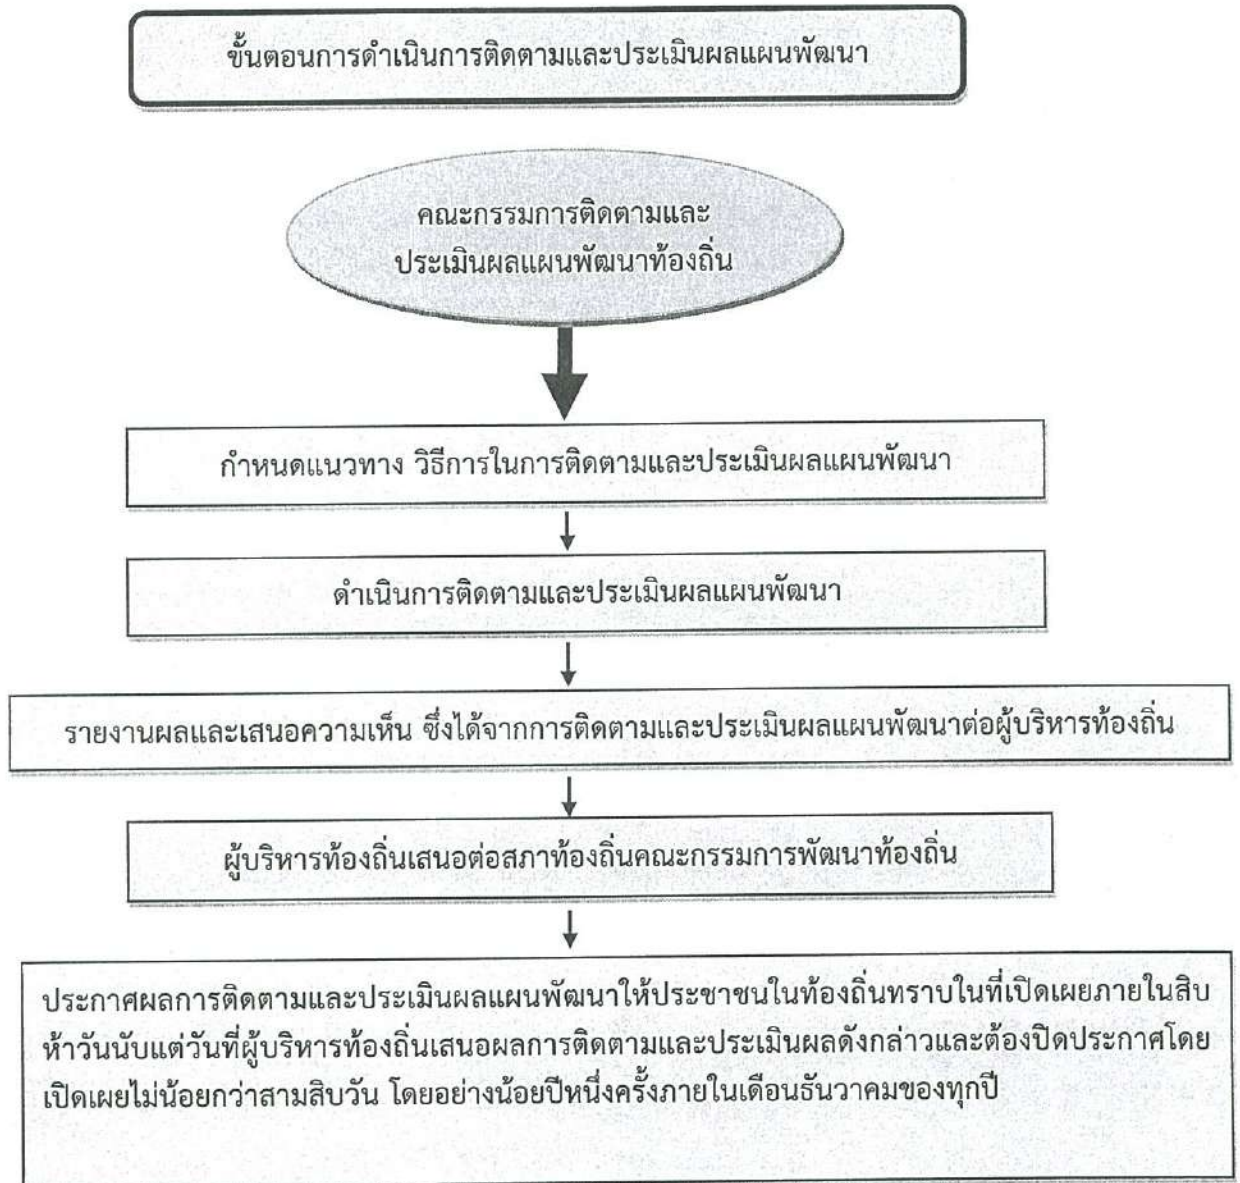 ขั้นตอนการดำเนินการติดตามและประเมินผลแผนพัฒนา
คณะกรรมการติดตามและ
ประเมินผลแผนพัฒนาท้องถิ่น
กำหนดแนวทาง วิธีการในการติดตามและประเมินผลแผนพัฒนา
ดำเนินการติดตามและประเมินผลแผนพัฒนา
รายงานผลและเสนอความเห็น ซึ่งได้จากการติดตามและประเมินผลแผนพัฒนาต่อผู้บริหารท้องถิ่น
ผู้บริหารท้องถิ่นเสนอต่อสภาท้องถิ่นคณะกรรมการพัฒนาท้องถิ่น
ประกาศผลการติดตามและประเมินผลแผนพัฒนาให้ประชาชนในท้องถิ่นทราบในที่เปิดเผยภายในสิบ
ห้าวันนับแต่วันที่ผู้บริหารท้องถิ่นเสนอผลการติดตามและประเมินผลดังกล่าวและต้องปิดประกาศโดย
เปิดเผยไม่น้อยกว่าสามสิบวัน โดยอย่างน้อยปีหนึ่งครั้งภายในเดือนธันวาคมของทุกปี